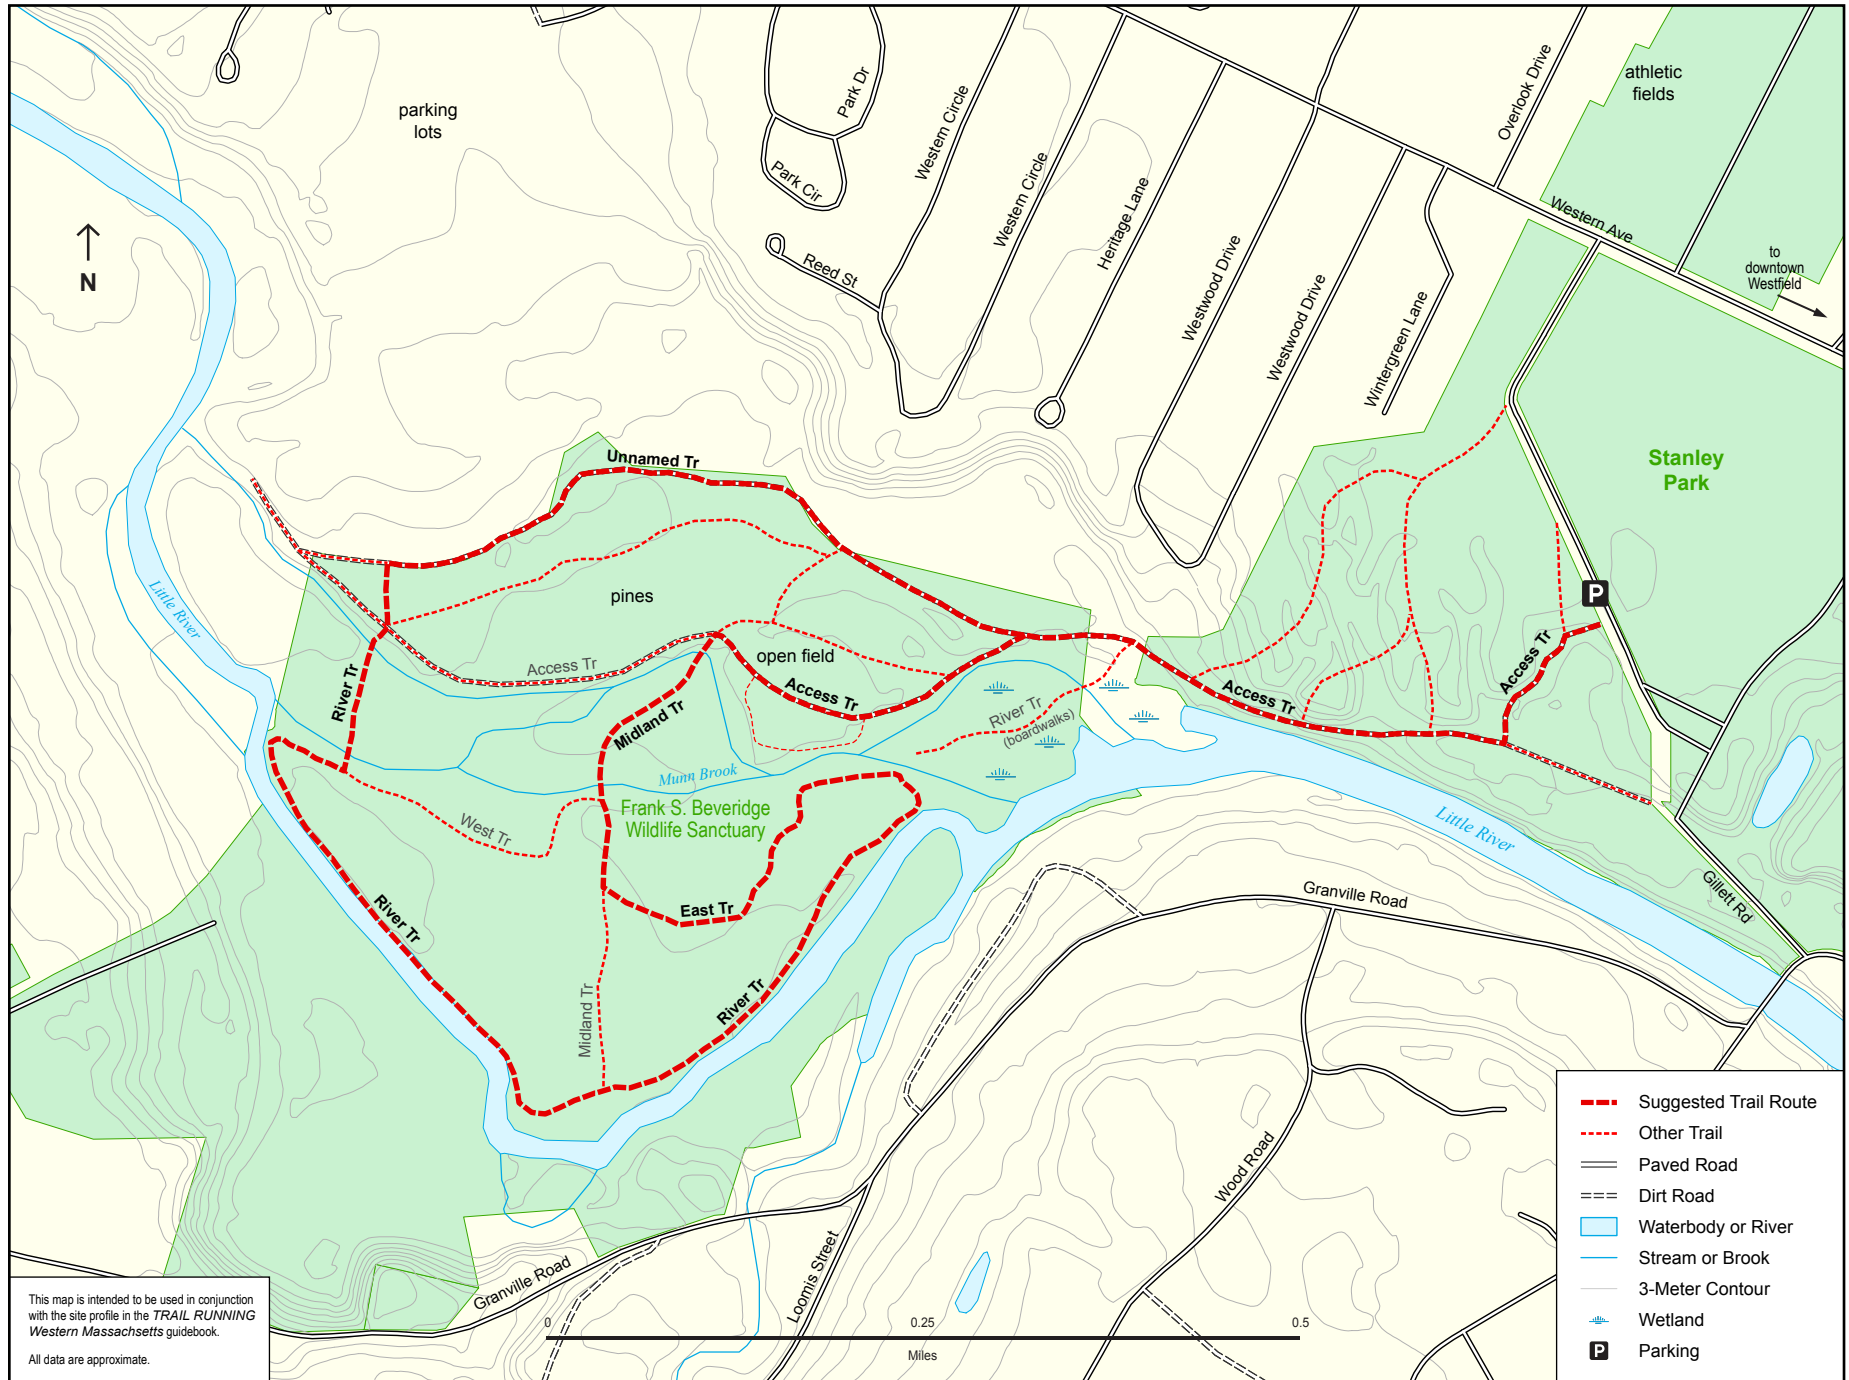 parking
lots
Park Dr
Park Cir
Reed St
Western Circle
Western Circle
Heritage Lane
Westwood Drive
Westwood Drive
Wintergreen Lane
Overlook Drive
athletic
fields
Western Ave
to
downtown
Westfield
N
Stanley
Park
Unnamed Tr
pines
Access Tr
open field
Access Tr
River Tr
Midland Tr
River Tr
(boardwalks)
Access Tr
Access Tr
P
Little River
Munn Brook
Frank S. Beveridge
Wildlife Sanctuary
West Tr
East Tr
River Tr
River Tr
Midland Tr
Little River
Gillett Rd
Granville Road
Wood Road
Loomis Street
Granville Road
0
0.25
0.5
Miles
This map is intended to be used in conjunction
with the site profile in the TRAIL RUNNING
Western Massachsetts guidebook.
All data are approximate.
Suggested Trail Route
Other Trail
Paved Road
Dirt Road
Waterbody or River
Stream or Brook
3-Meter Contour
Wetland
P Parking